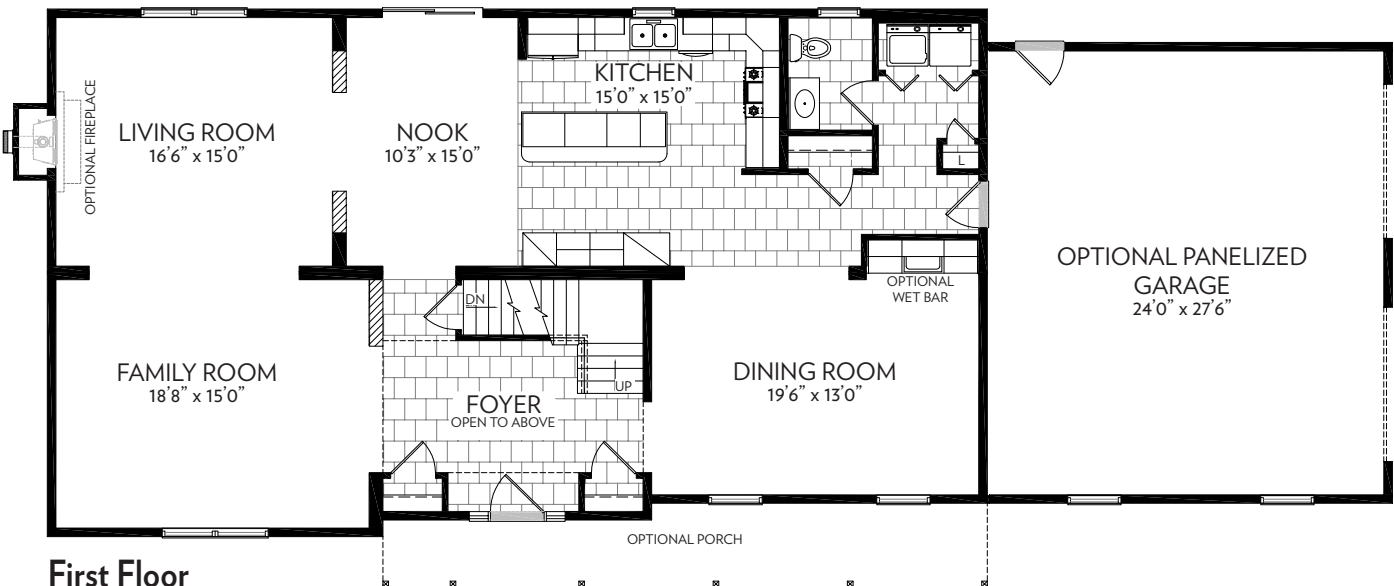 OPTIONAL FIREPLACE
LIVING ROOM
16'6" x 15'0"
NOOK
10'3" x 15'0"
KITCHEN
15'0" x 15'0"
L
OPTIONAL PANELIZED
GARAGE
24'0" x 27'6"
OPTIONAL
WET BAR
DN
UP
FAMILY ROOM
18'8" x 15'0"
FOYER
OPEN TO ABOVE
DINING ROOM
19'6" x 13'0"
OPTIONAL PORCH
First Floor